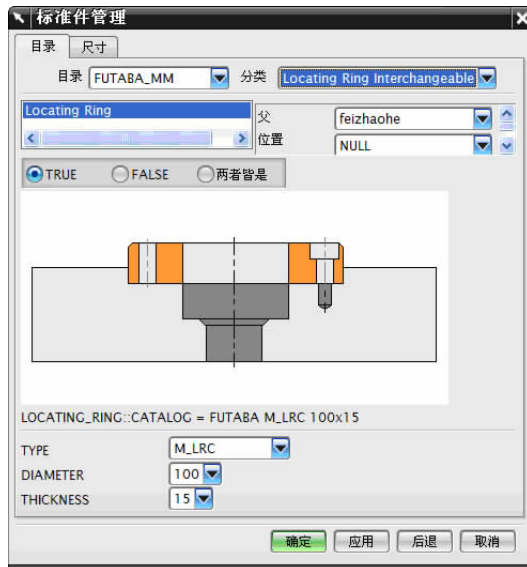 标准件管理
目录 尺寸
目录 FUTABA_MM 分类 Locating Ring Interchangeable
Locating Ring 父 feizhaohe
位置 NULL
TRUE FALSE 两者皆是
LOCATING_RING::CATALOG = FUTABA M_LRC 100x15
TYPE M_LRC
DIAMETER 100
THICKNESS 15
确定 应用 后退 取消